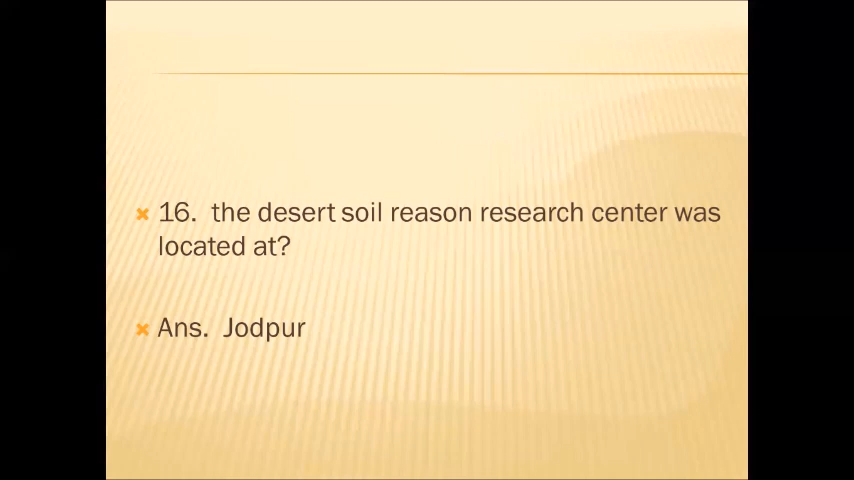 16. the desert soil reason research center was
located at?
Ans. Jodpur